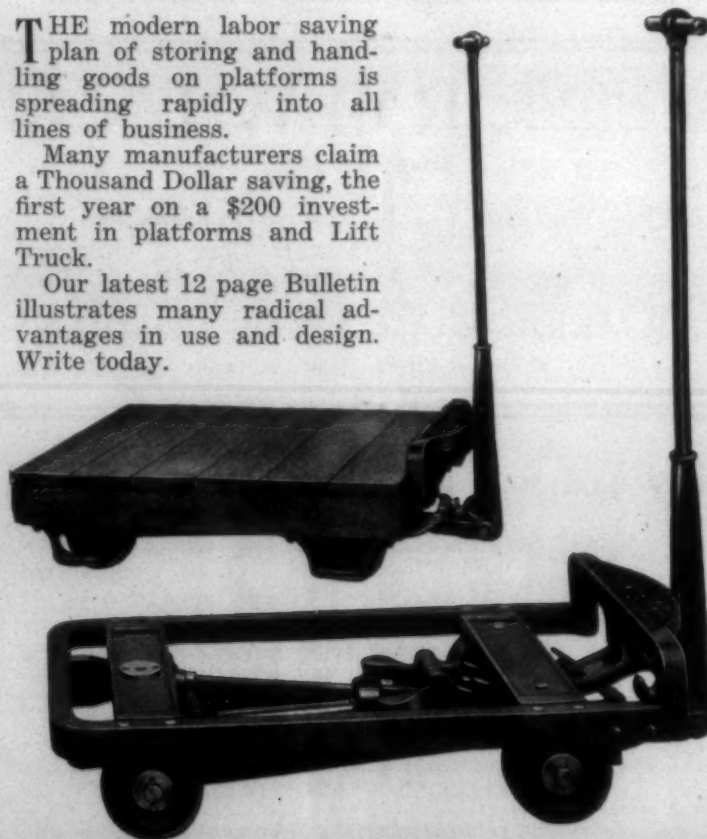 THE modern labor saving
plan of storing and hand-
ling goods on platforms is
spreading rapidly into all
lines of business.
Many manufacturers claim
a Thousand Dollar saving, the
first year on a $200 invest-
ment in platforms and Lift
Truck.
Our latest 12 page Bulletin
illustrates many radical ad-
vantages in use and design.
Write today.